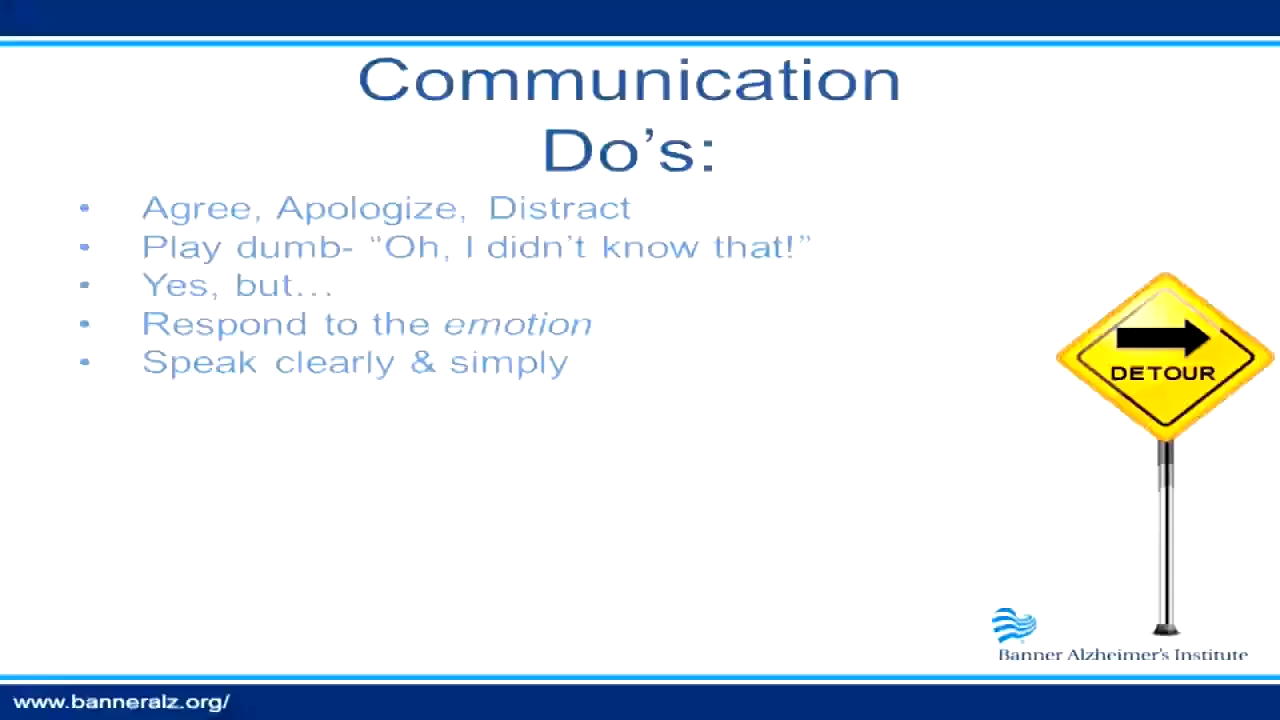 Communication
Do's:
• Agree, Apologize, Distract
• Play dumb- “Oh, I didn’t know that!”
• Yes, but...
• Respond to the emotion
• Speak clearly & simply
DETOUR
Banner Alzheimer's Institute
www.banneralz.org/